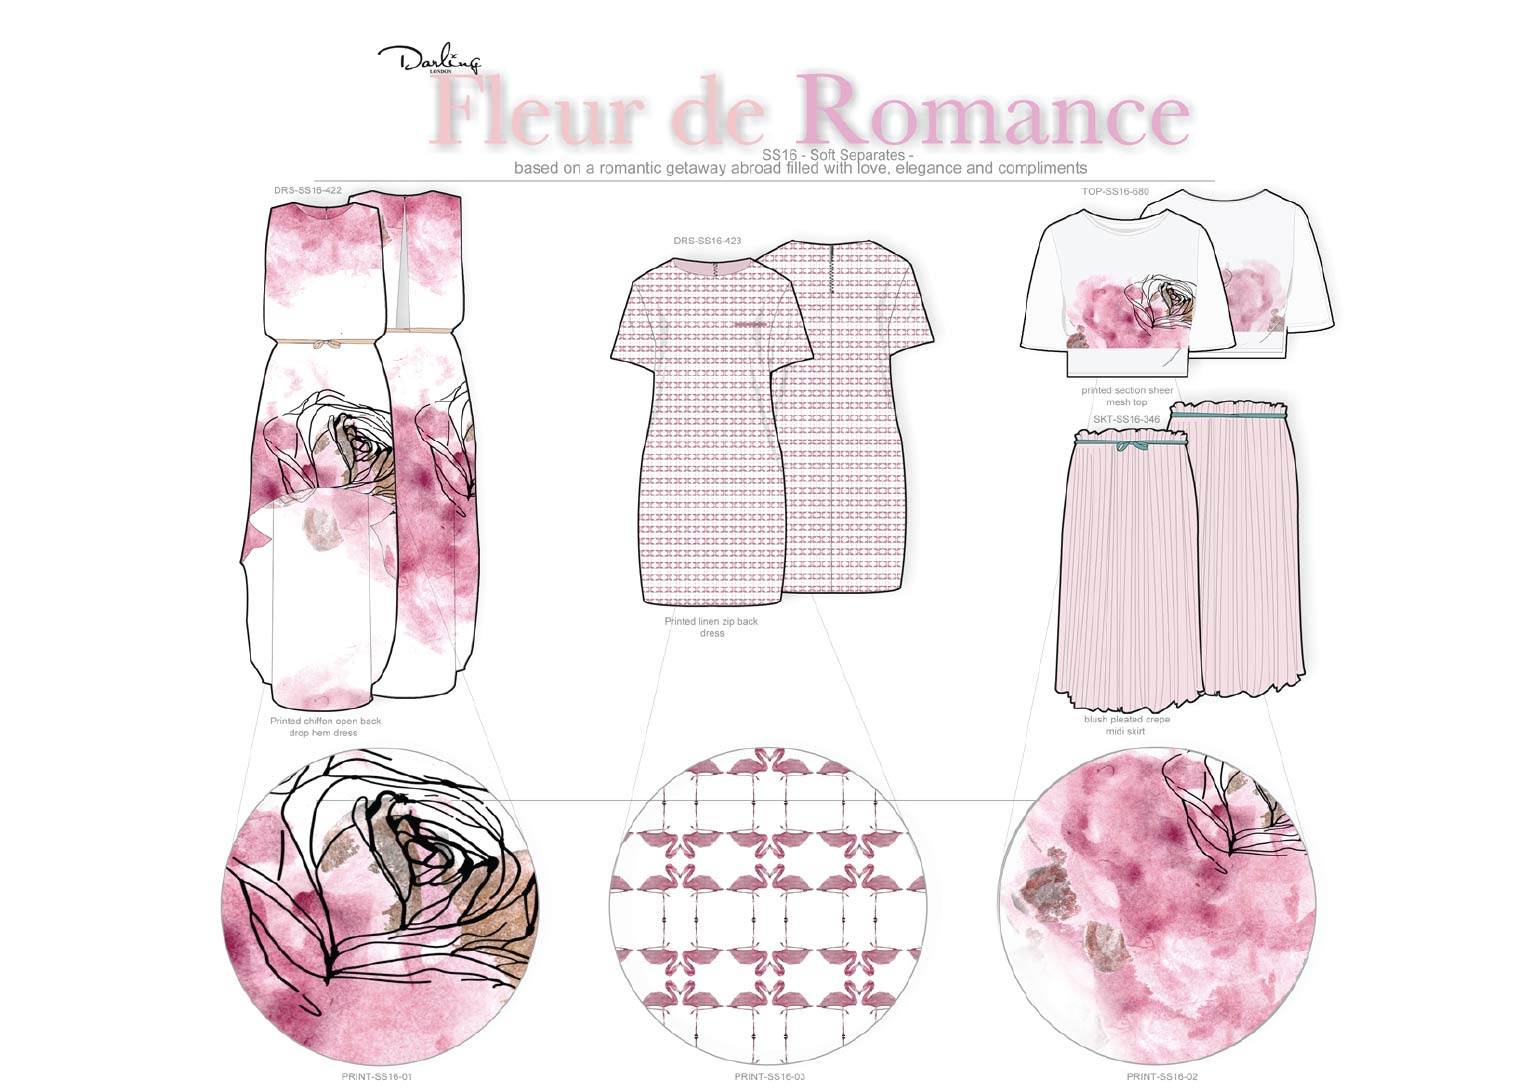 Darling
LONDON
Fleur de Romance
SS16 - Soft Separates -
based on a romantic getaway abroad filled with love, elegance and compliments
DRS-SS16-422
Printed chiffon open back
drop hem dress
DRS-SS16-423
Printed linen zip back
dress
TOP-SS16-680
printed section sheer
mesh top
SKT-SS16-346
blush pleated crepe
midi skirt
PRINT-SS16-01
PRINT-SS16-03
PRINT-SS16-02